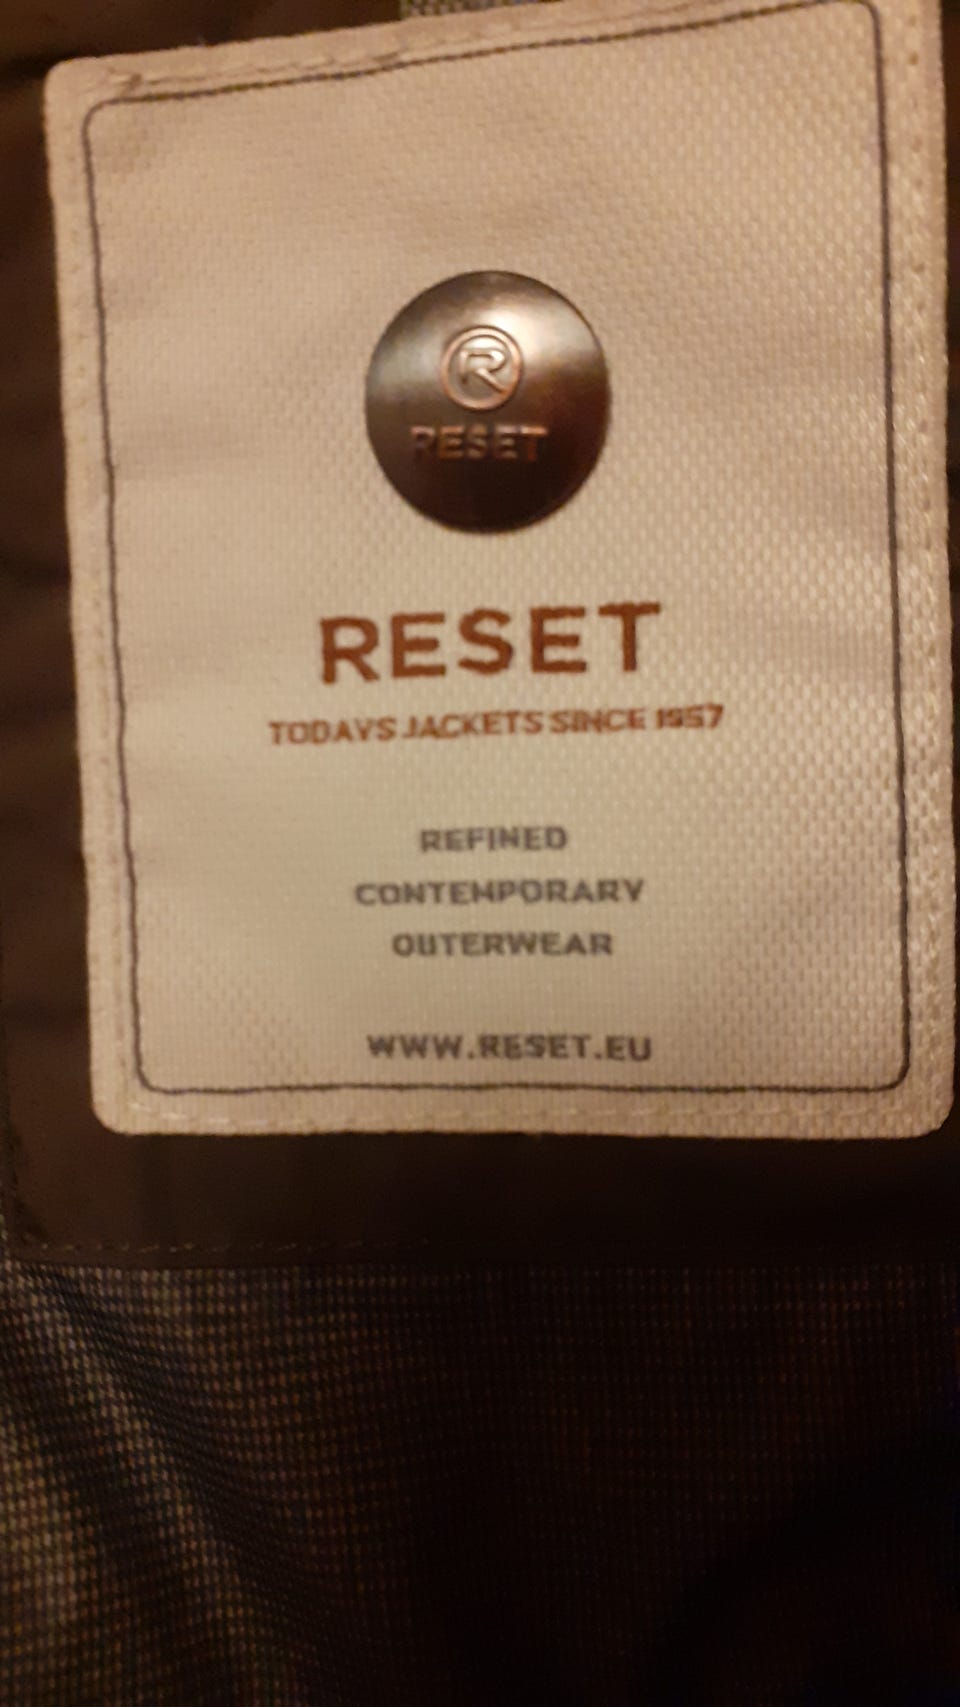 R
RESET
RESET
TODAYS JACKETS SINCE 1957
REFINED
CONTEMPORARY
OUTERWEAR
WWW.RESET.EU